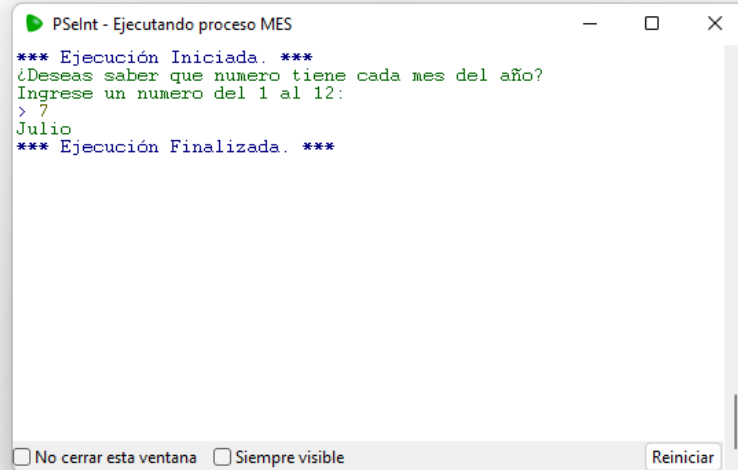 PSeInt - Ejecutando proceso MES
*** Ejecución Iniciada. ***
¿Deseas saber que numero tiene cada mes del año?
Ingrese un numero del 1 al 12:
> 7
Julio
*** Ejecución Finalizada. ***
No cerrar esta ventana Siempre visible Reiniciar